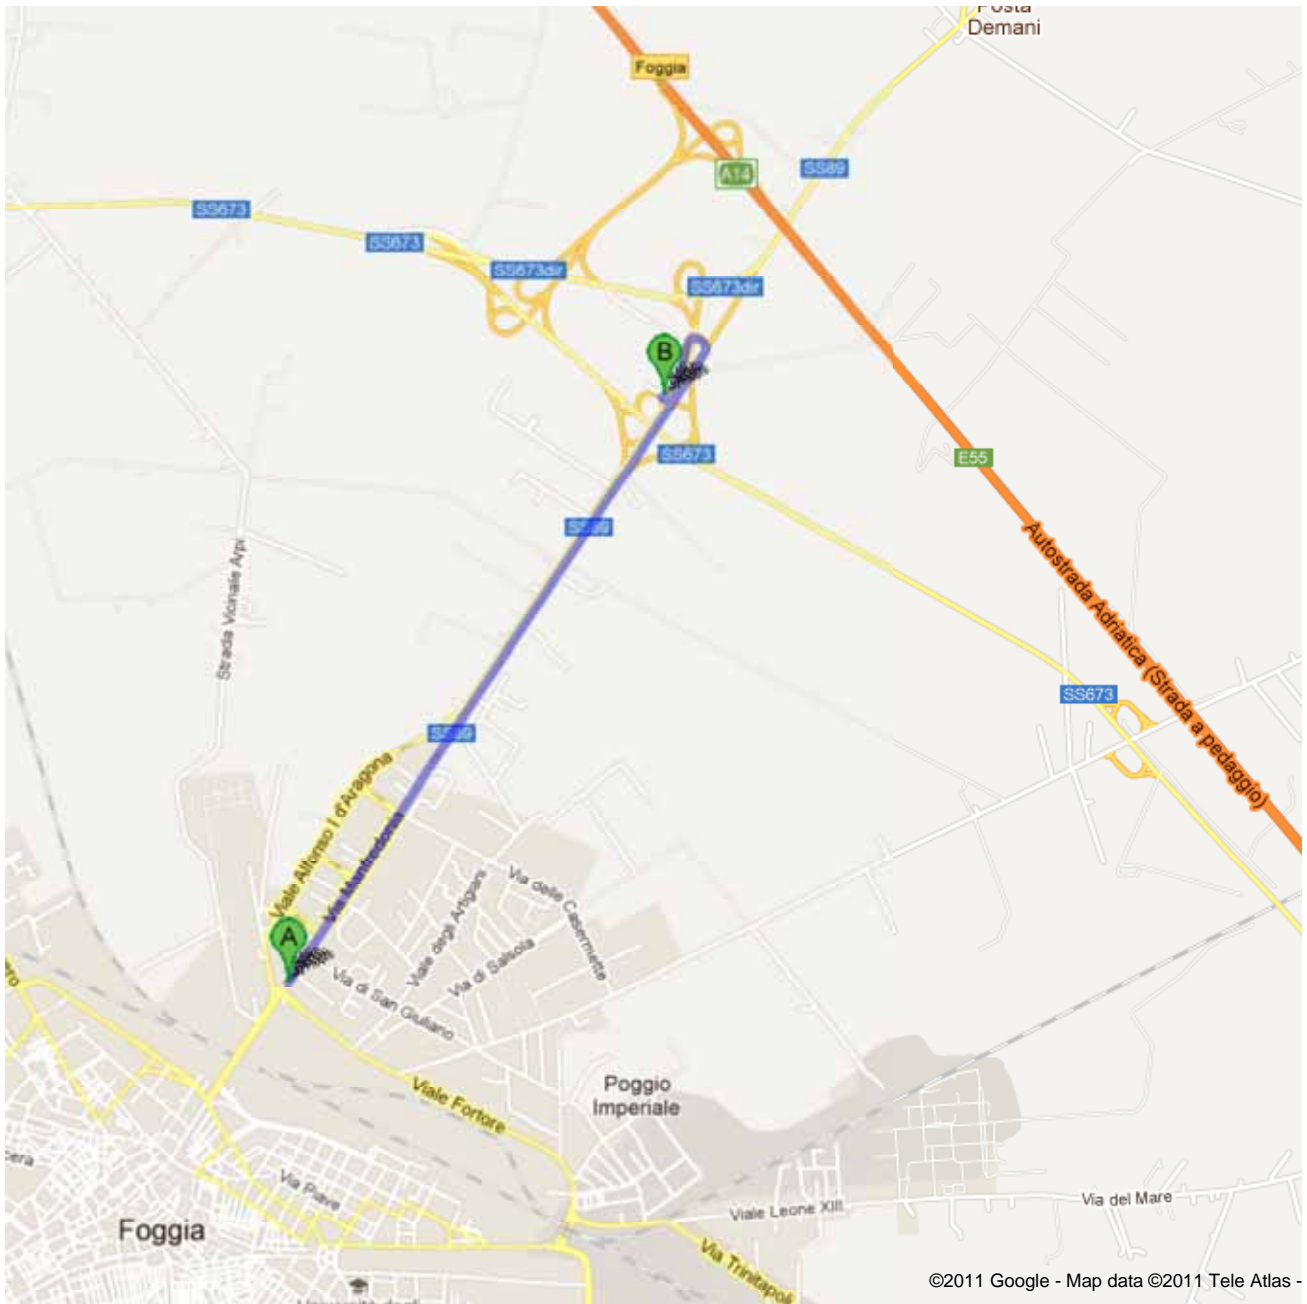 Posta
Demani
Foggia
A14
SS89
SS673
SS673
SS673dir
SS673dir
B
SS673
E55
SS89
Autostrada Adriatica (Strada a pedaggio)
Strada Vicinale Arpi
SS673
SS89
Viale Alfonso I d'Aragona
Via Manfredonia
Via delle Casermette
Viale degli Artigiani
A
Via di Salsola
Via di San Giuliano
Poggio
Imperiale
Viale Fortore
Via Piave
Via del Mare
Viale Leone XIII
Foggia
Via Trinitapoli
©2011 Google - Map data ©2011 Tele Atlas -